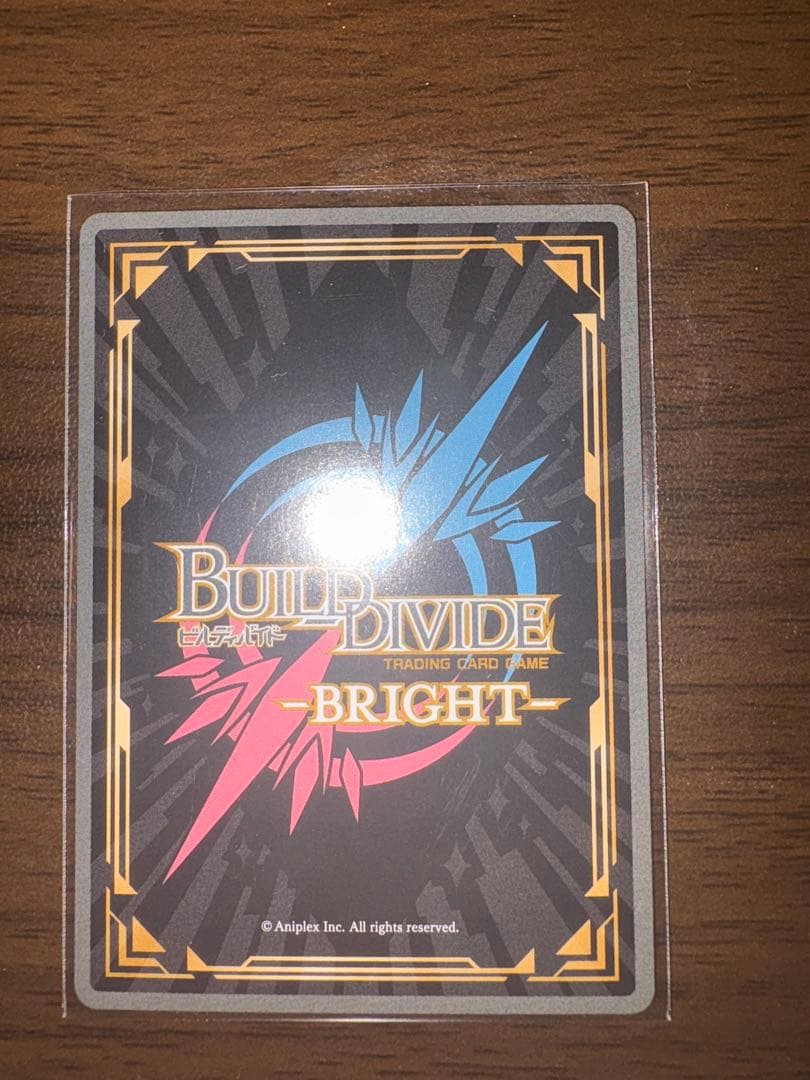 BUILD DIVIDE
ビルディバイド
TRADING CARD GAME
-BRIGHT-
© Aniplex Inc. All rights reserved.